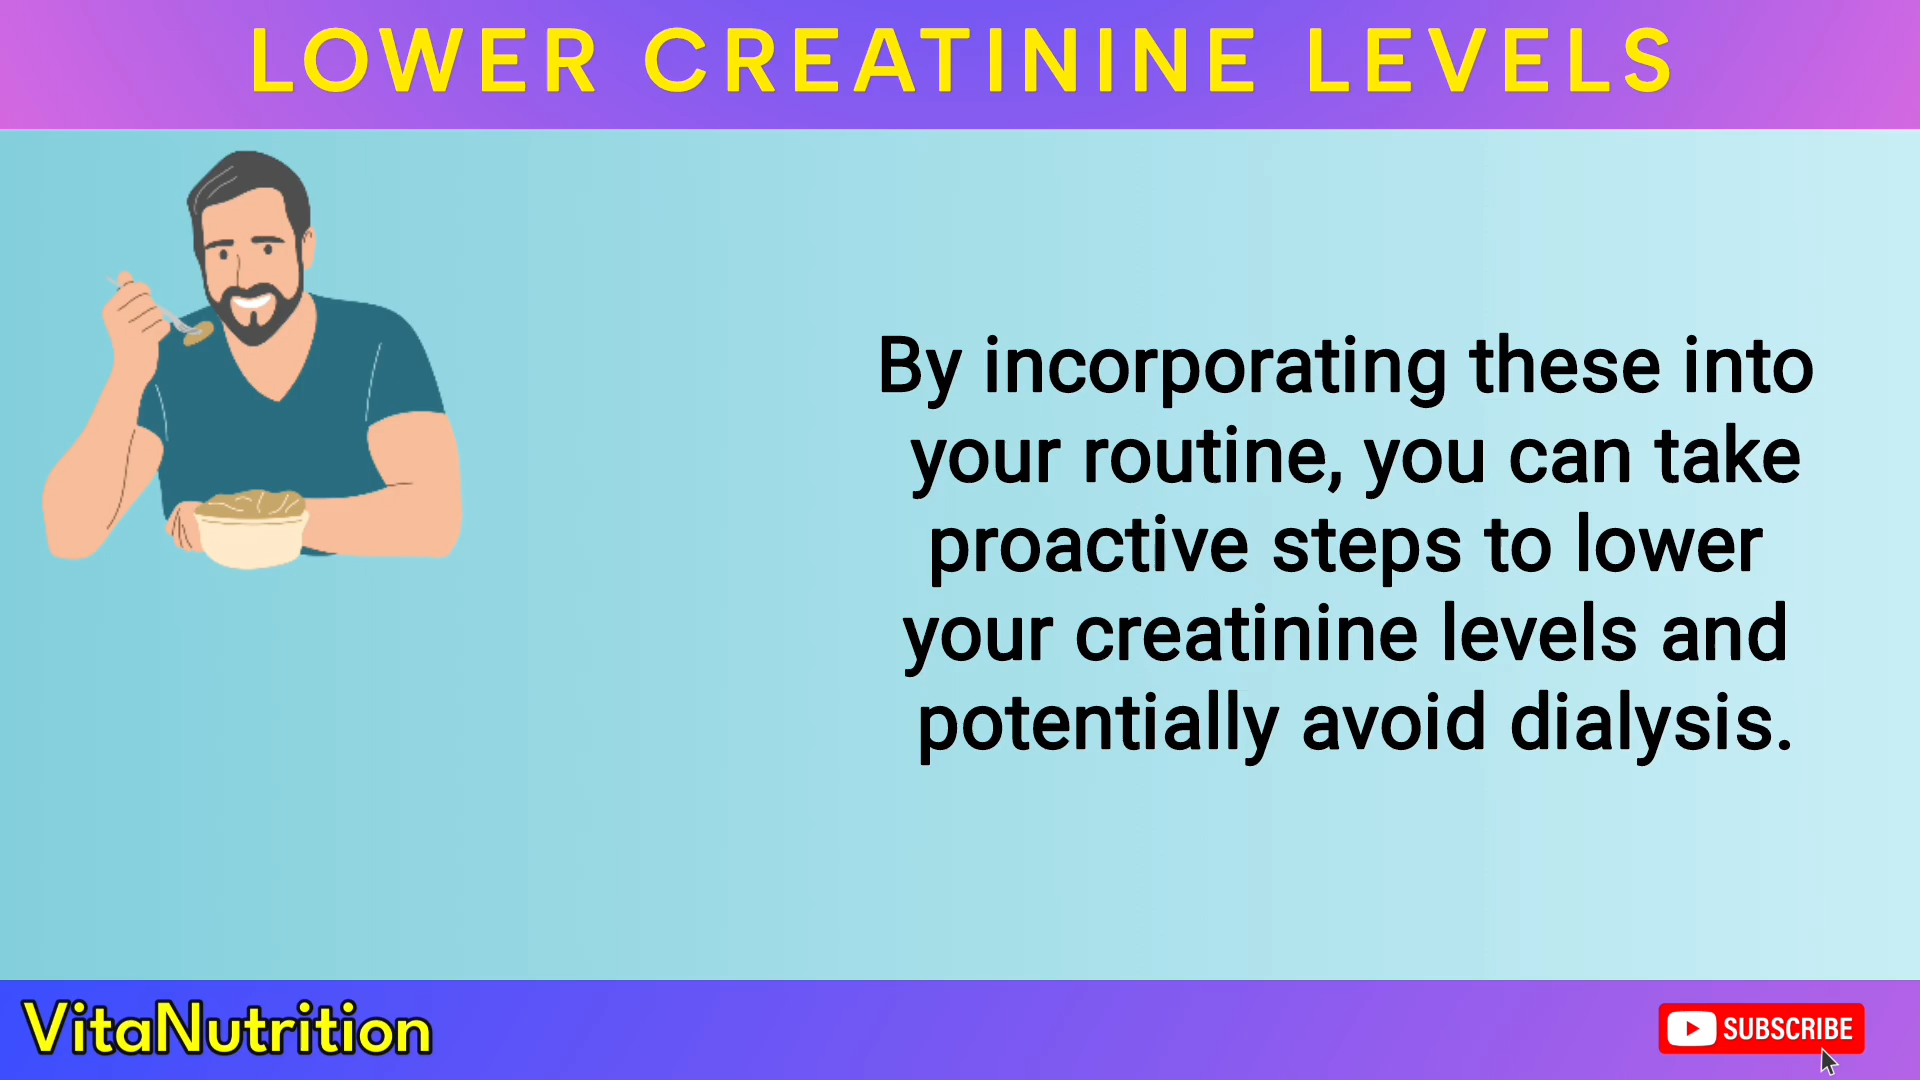 LOWER CREATININE LEVELS
By incorporating these into
your routine, you can take
proactive steps to lower
your creatinine levels and
potentially avoid dialysis.
VitaNutrition
SUBSCRIBE